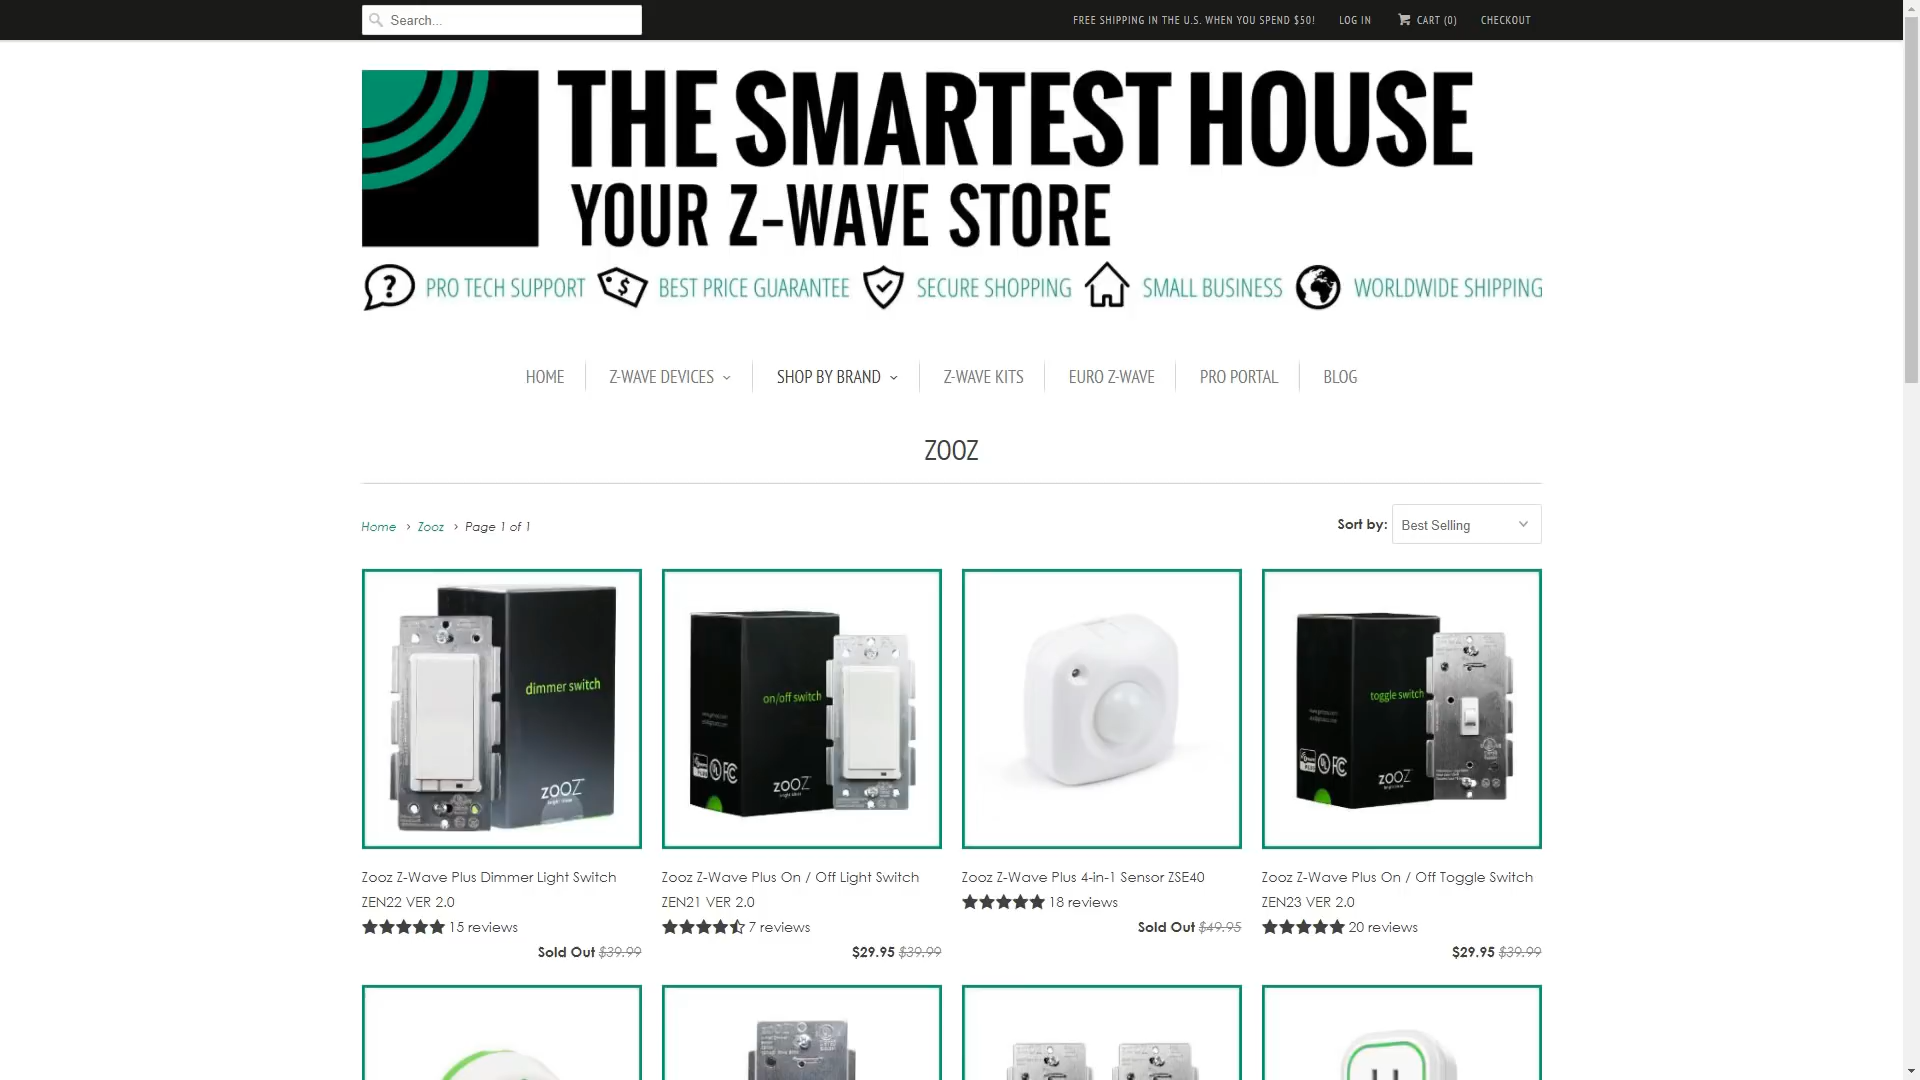 Search...
FREE SHIPPING IN THE U.S. WHEN YOU SPEND $50!
LOG IN
CART (0)
CHECKOUT
THE SMARTEST HOUSE
YOUR Z-WAVE STORE
PRO TECH SUPPORT
BEST PRICE GUARANTEE
SECURE SHOPPING
SMALL BUSINESS
WORLDWIDE SHIPPING
HOME
Z-WAVE DEVICES
SHOP BY BRAND
Z-WAVE KITS
EURO Z-WAVE
PRO PORTAL
BLOG
ZOOZ
Home › Zooz › Page 1 of 1
Sort by: Best Selling
dimmer switch
zooz
on/off switch
zooz
toggle switch
zooz
Zooz Z-Wave Plus Dimmer Light Switch
ZEN22 VER 2.0
15 reviews
Sold Out $39.99
Zooz Z-Wave Plus On / Off Light Switch
ZEN21 VER 2.0
7 reviews
$29.95 $39.99
Zooz Z-Wave Plus 4-in-1 Sensor ZSE40
18 reviews
Sold Out $49.95
Zooz Z-Wave Plus On / Off Toggle Switch
ZEN23 VER 2.0
20 reviews
$29.95 $39.99